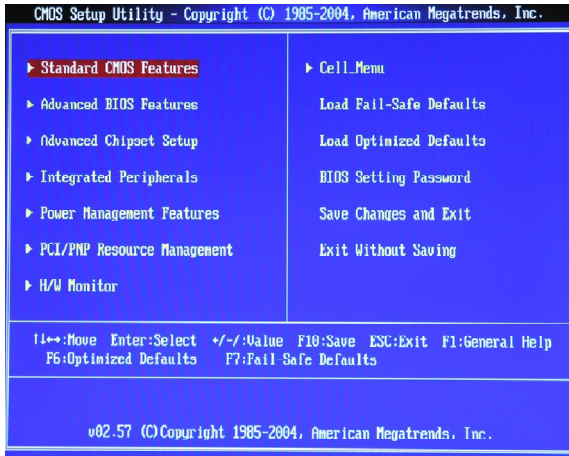 CMOS Setup Utility - Copyright (C) 1985-2004, American Megatrends, Inc.
▶ Standard CMOS Features
▶ Advanced BIOS Features
▶ Advanced Chipset Setup
▶ Integrated Peripherals
▶ Power Management Features
▶ PCI/PNP Resource Management
▶ H/W Monitor
▶ Cell_Menu
Load Fail-Safe Defaults
Load Optimized Defaults
BIOS Setting Password
Save Changes and Exit
Exit Without Saving
↑↓←→:Move Enter:Select +/-/:Value F10:Save ESC:Exit F1:General Help
F6:Optimized Defaults F7:Fail-Safe Defaults
v02.57 (C)Copyright 1985-2004, American Megatrends, Inc.